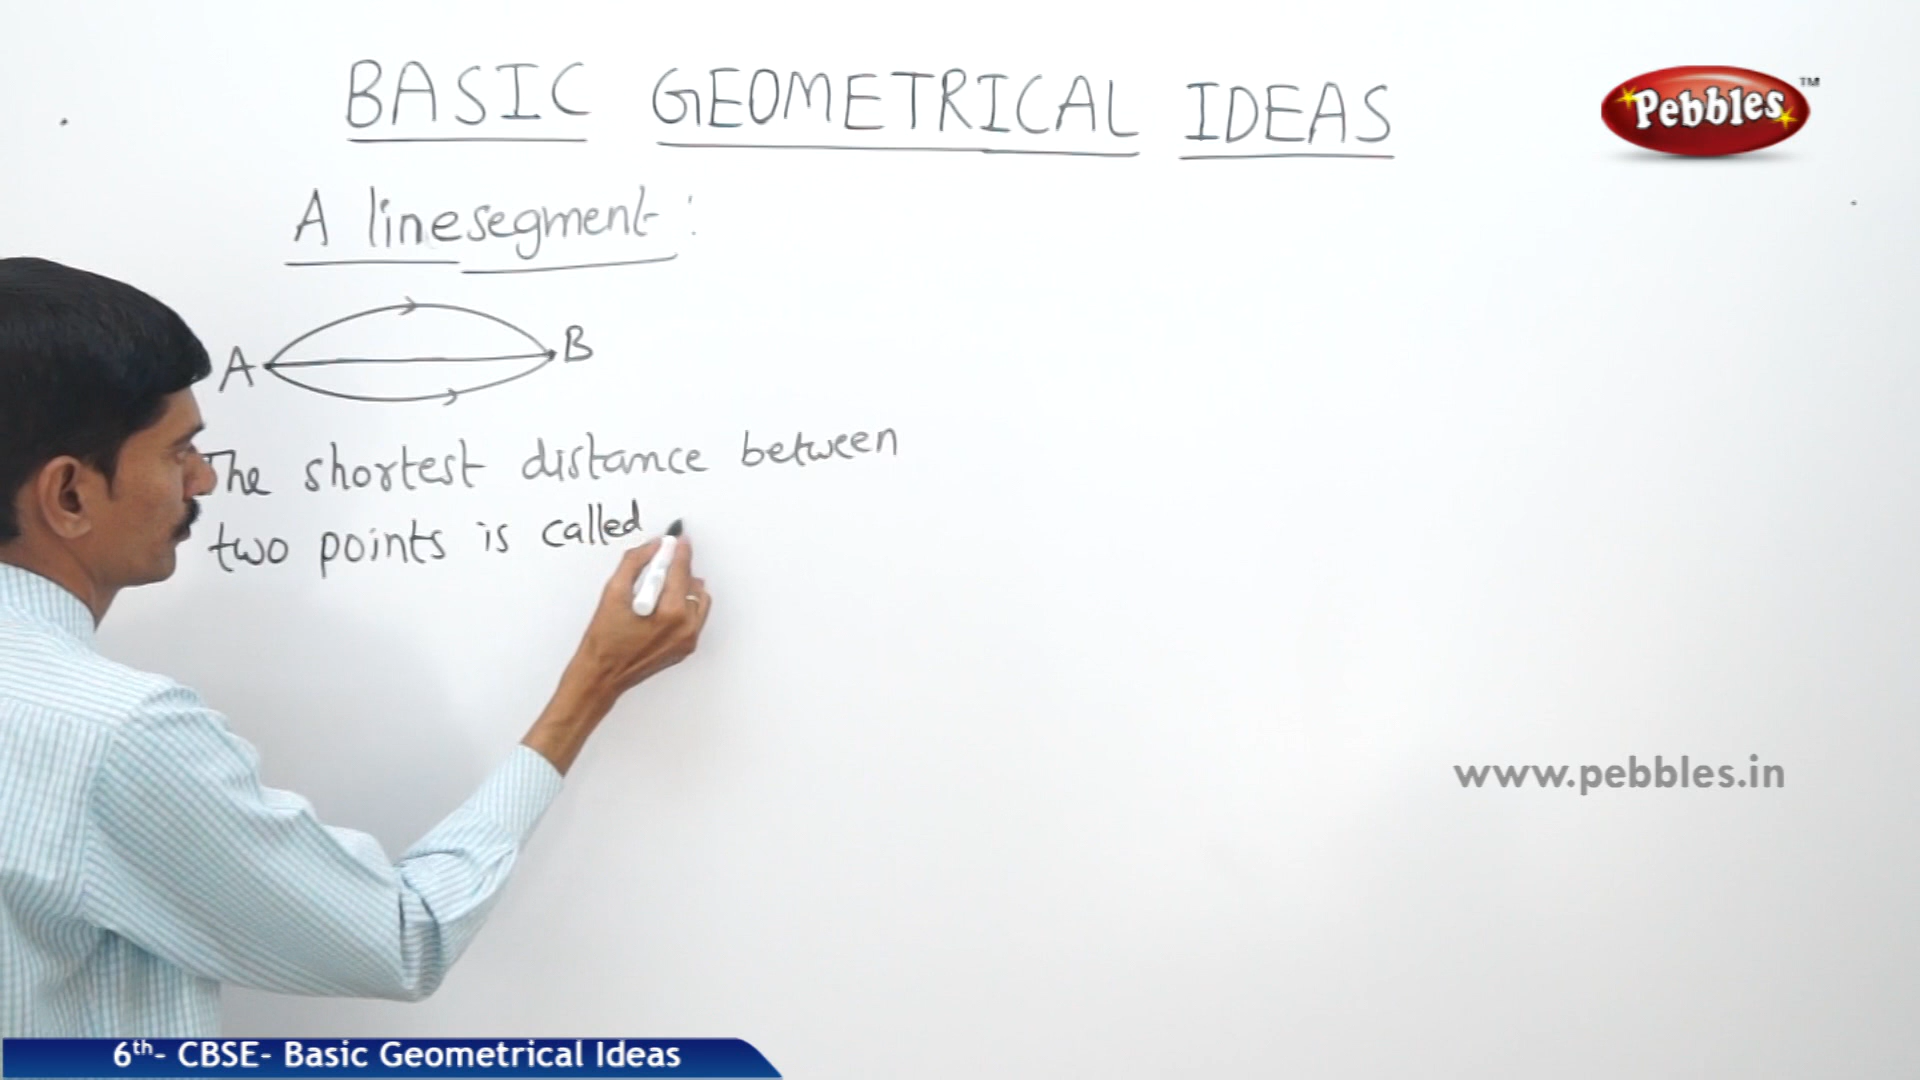 BASIC GEOMETRICAL IDEAS
Pebbles™
A linesegment:
A B
The shortest distance between
two points is called
www.pebbles.in
6th- CBSE- Basic Geometrical Ideas